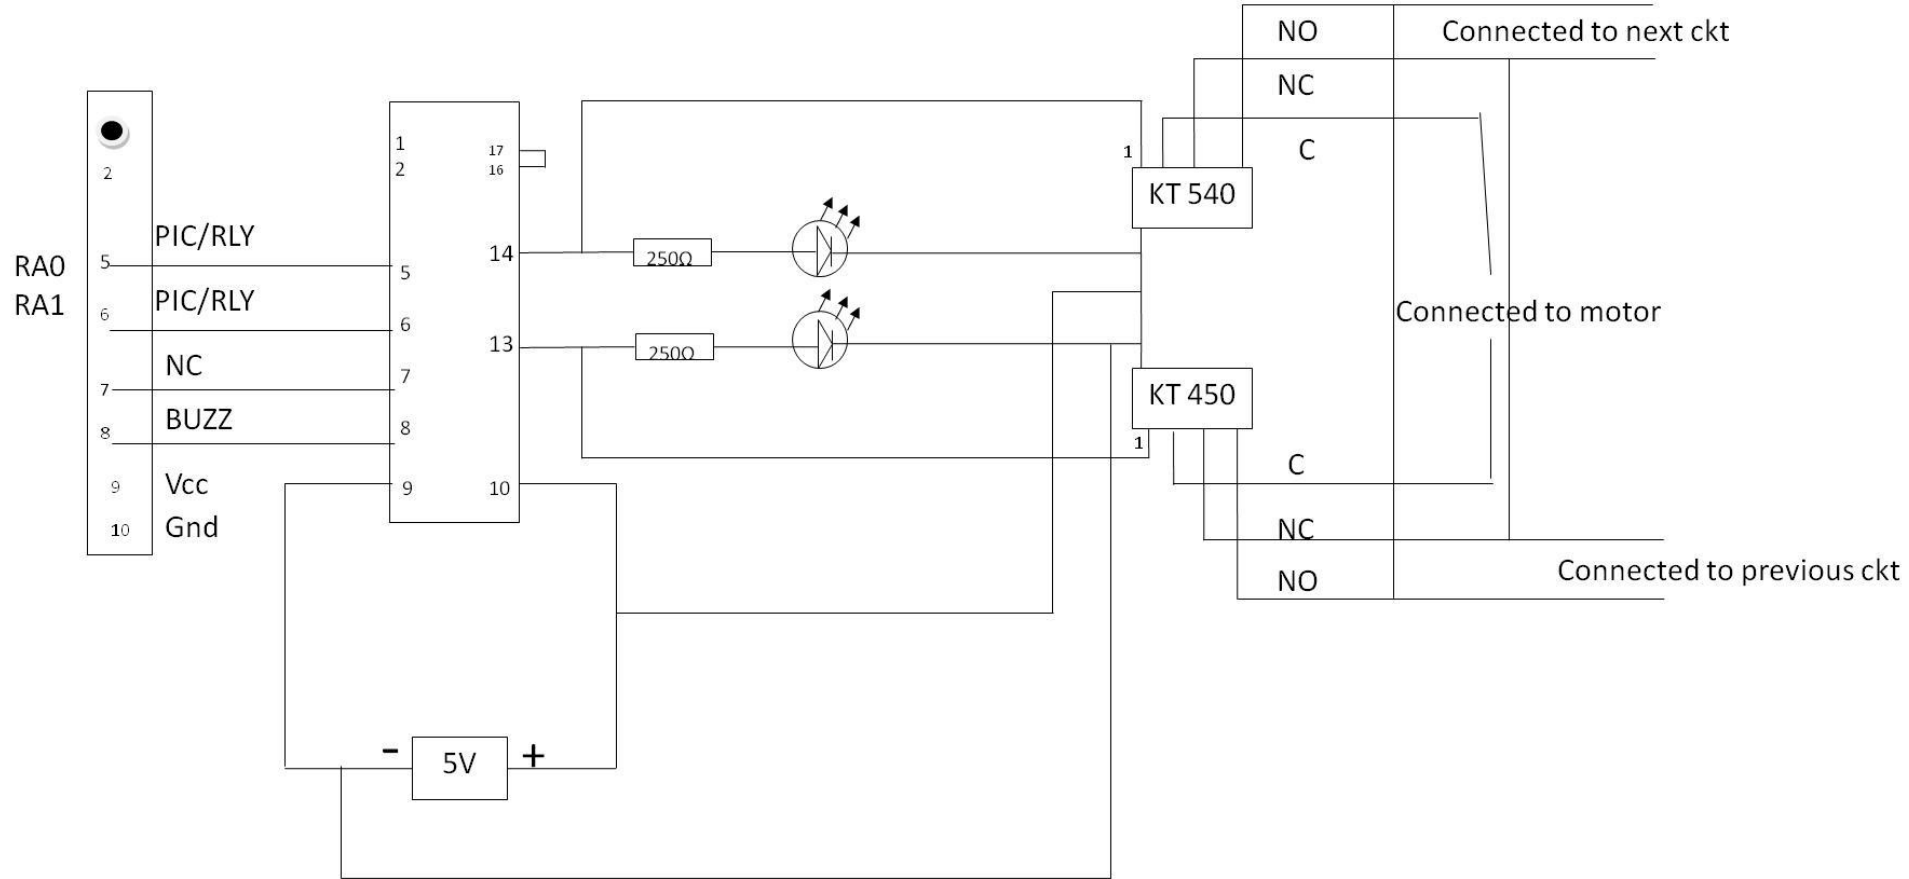 NO
Connected to next ckt
NC
C
1
KT 540
1
2
17
16
2
PIC/RLY
14
250Ω
RA0
5
5
RA1
PIC/RLY
6
6
Connected to motor
13
250Ω
NC
7
7
KT 450
BUZZ
8
8
1
C
9
Vcc
9
10
10
Gnd
NC
Connected to previous ckt
NO
-
5V
+